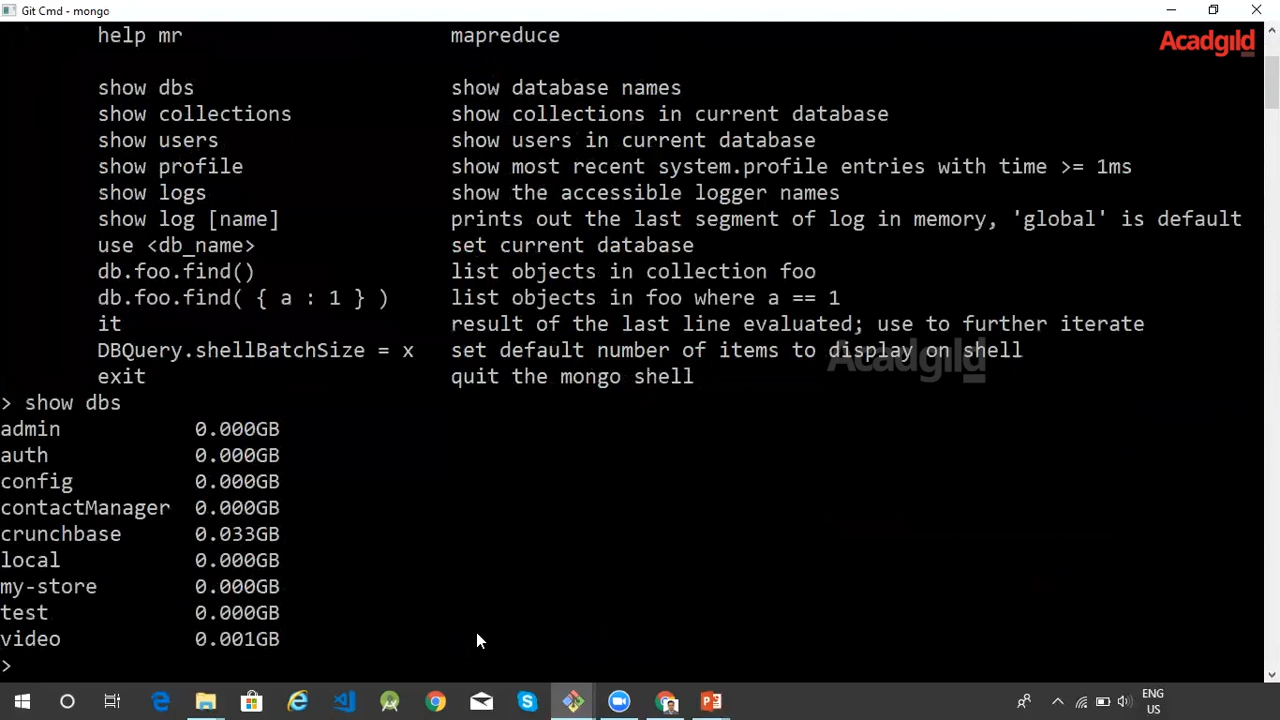 Git Cmd - mongo
Acadgild
help mr mapreduce
show dbs show database names
show collections show collections in current database
show users show users in current database
show profile show most recent system.profile entries with time >= 1ms
show logs show the accessible logger names
show log [name] prints out the last segment of log in memory, 'global' is default
use <db_name> set current database
db.foo.find() list objects in collection foo
db.foo.find( { a : 1 } ) list objects in foo where a == 1
it result of the last line evaluated; use to further iterate
DBQuery.shellBatchSize = x set default number of items to display on shell
Acadgild
exit quit the mongo shell
> show dbs
admin 0.000GB
auth 0.000GB
config 0.000GB
contactManager 0.000GB
crunchbase 0.033GB
local 0.000GB
my-store 0.000GB
test 0.000GB
video 0.001GB
>
ENG
US